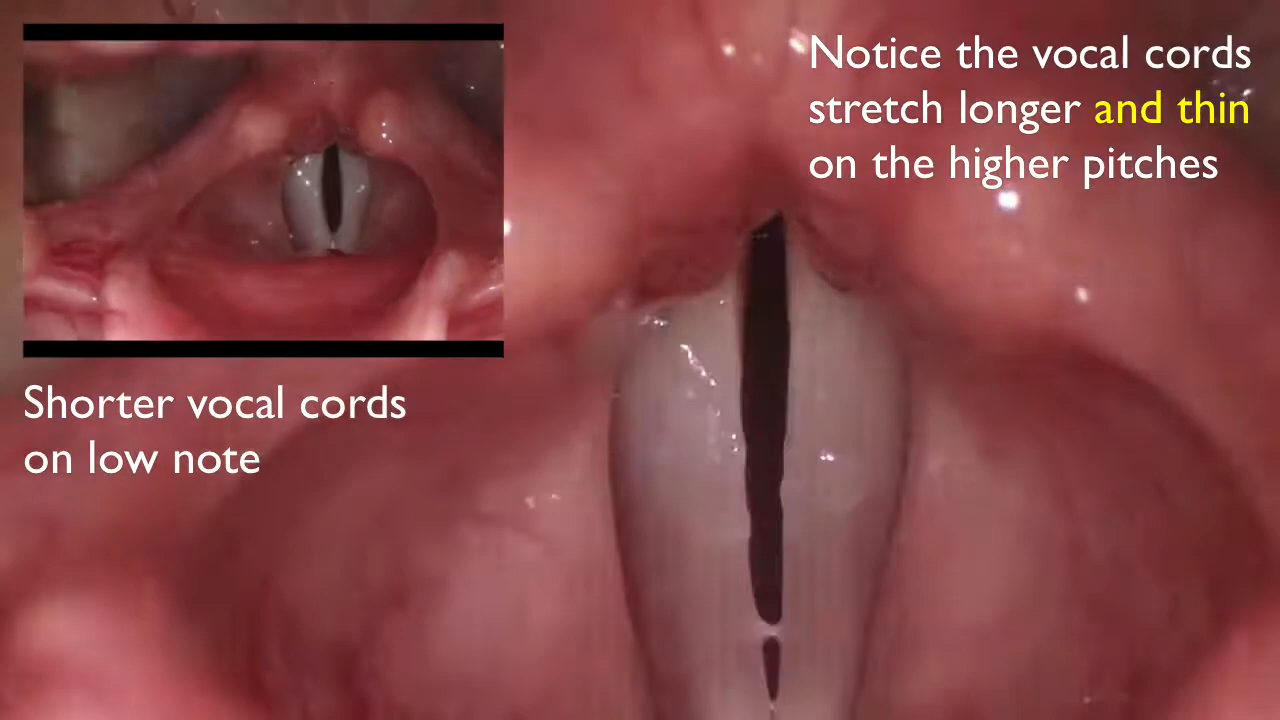 Notice the vocal cords
stretch longer and thin
on the higher pitches
Shorter vocal cords
on low note